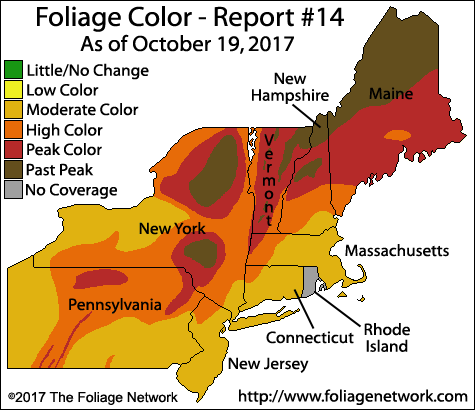 Foliage Color - Report #14
As of October 19, 2017
Little/No Change
Low Color
Moderate Color
High Color
Peak Color
Past Peak
No Coverage
New
Hampshire
Maine
Vermont
New York
Massachusetts
Pennsylvania
Connecticut
Rhode
Island
New Jersey
©2017 The Foliage Network
http://www.foliagenetwork.com